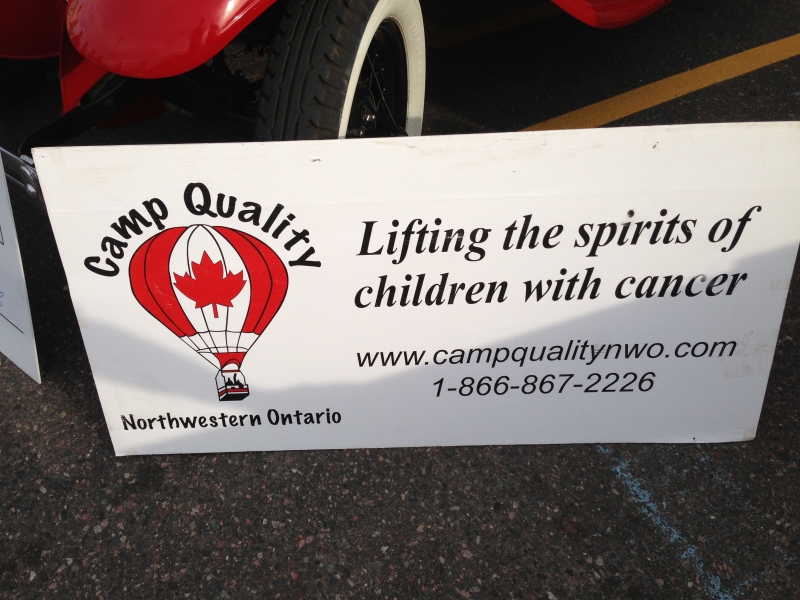 Camp Quality
Northwestern Ontario
Lifting the spirits of
children with cancer
www.campqualitynwo.com
1-866-867-2226